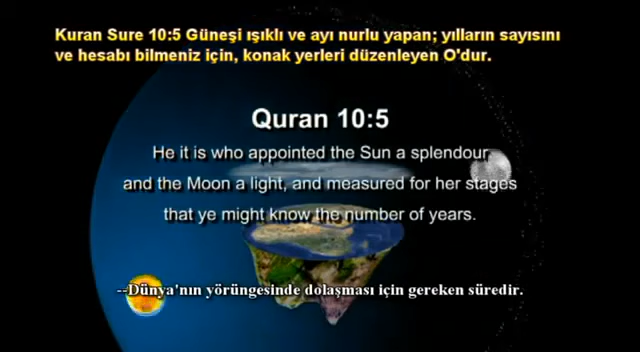 Kuran Sure 10:5 Güneşi ışıklı ve ayı nurlu yapan; yılların sayısını
ve hesabı bilmeniz için, konak yerleri düzenleyen O'dur.
Quran 10:5
He it is who appointed the Sun a splendour,
and the Moon a light, and measured for her stages
that ye might know the number of years.
--Dünya'nın yörüngesinde dolaşması için gereken süredir.